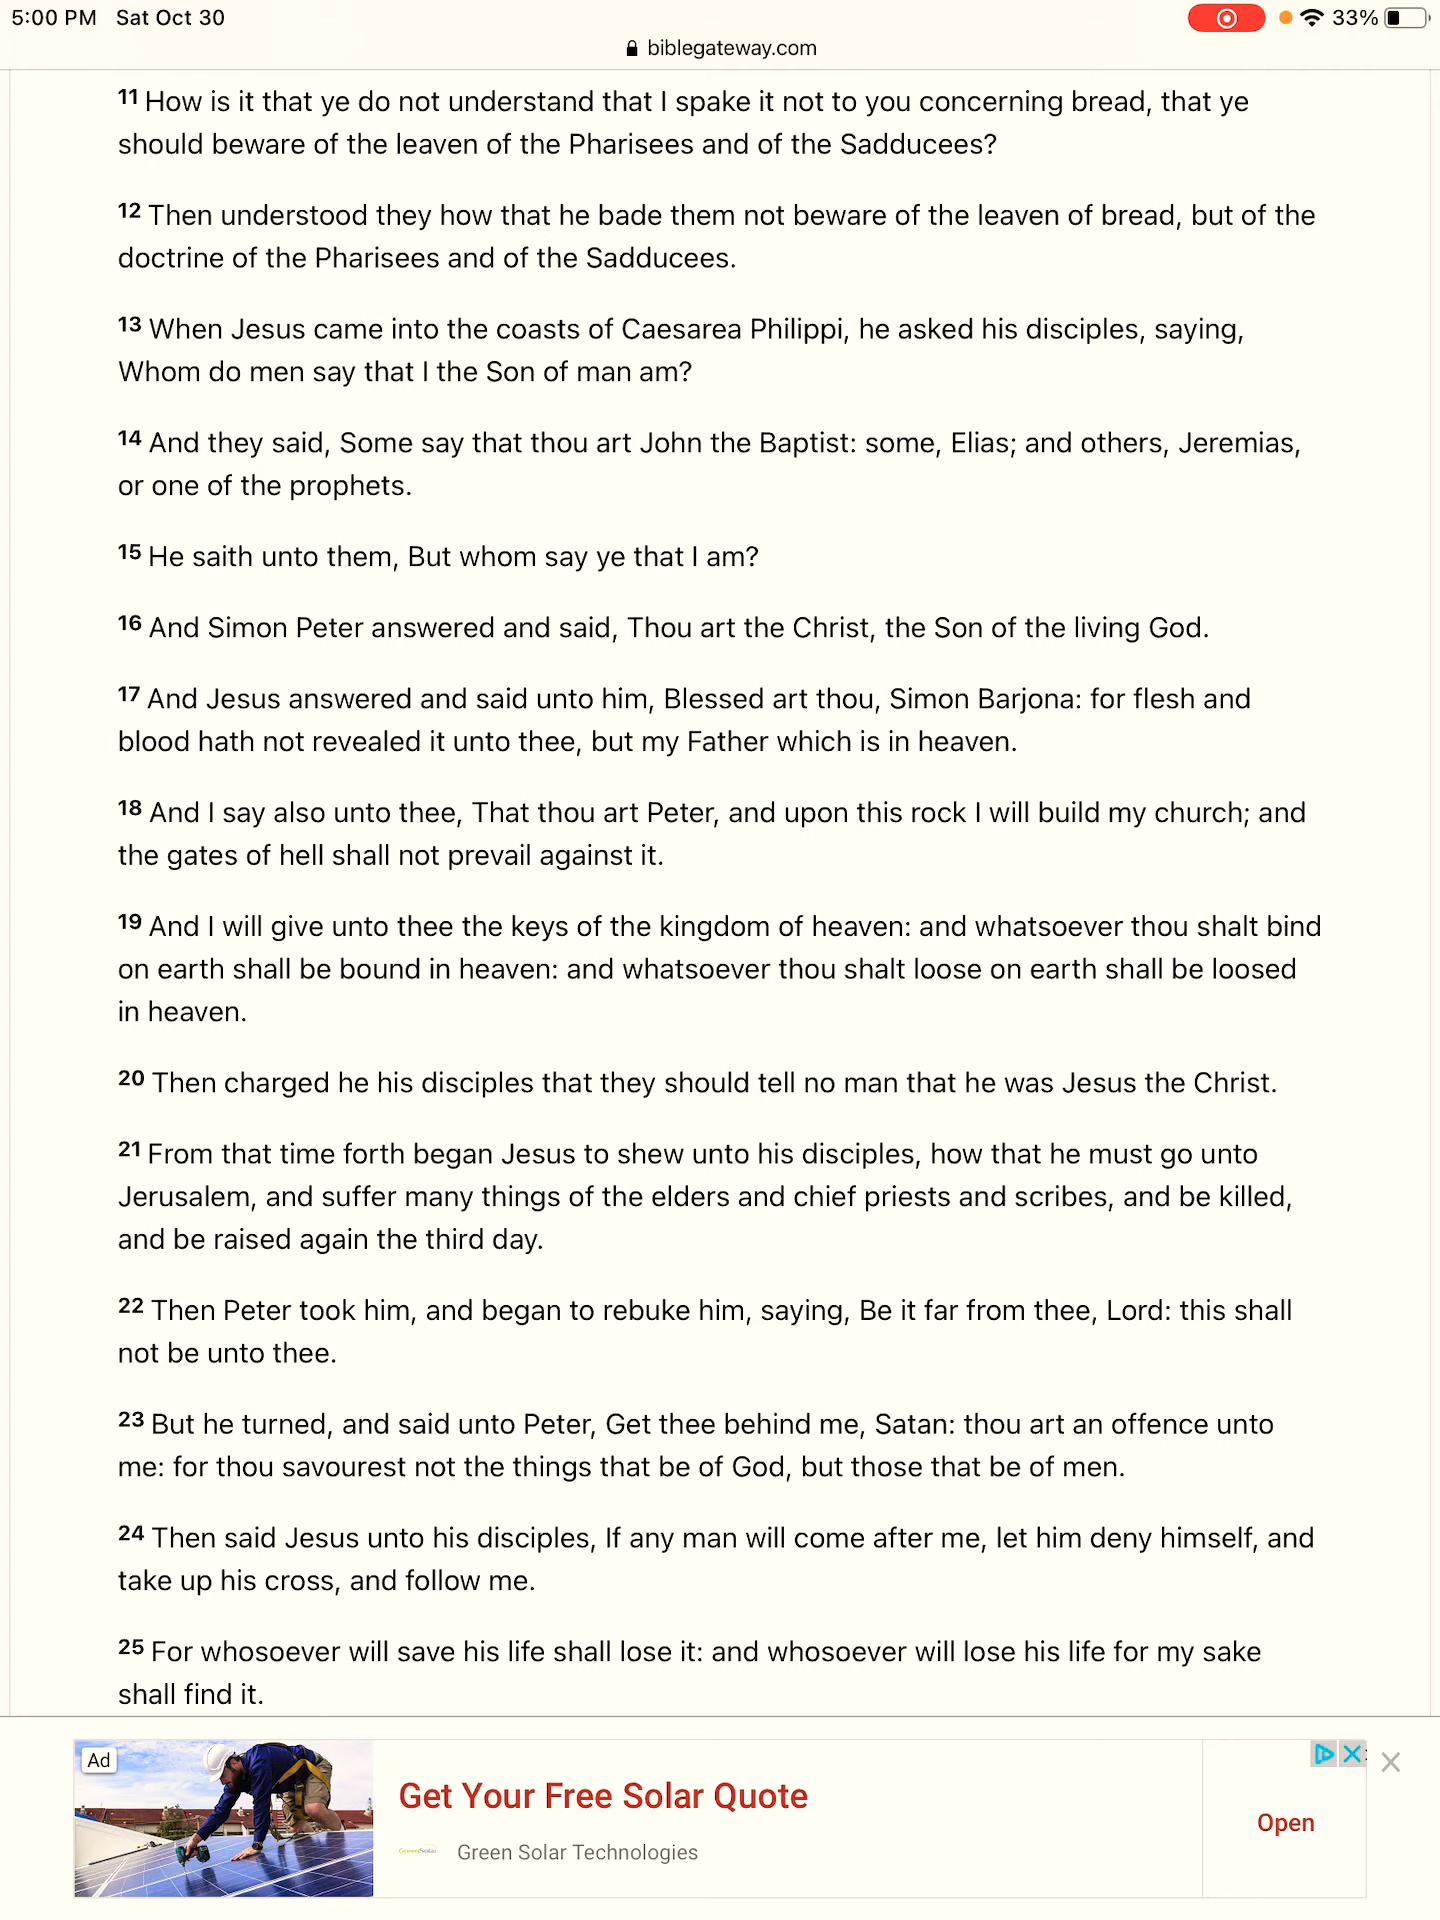 5:00 PM Sat Oct 30
33%
biblegateway.com
11 How is it that ye do not understand that I spake it not to you concerning bread, that ye
should beware of the leaven of the Pharisees and of the Sadducees?
12 Then understood they how that he bade them not beware of the leaven of bread, but of the
doctrine of the Pharisees and of the Sadducees.
13 When Jesus came into the coasts of Caesarea Philippi, he asked his disciples, saying,
Whom do men say that I the Son of man am?
14 And they said, Some say that thou art John the Baptist: some, Elias; and others, Jeremias,
or one of the prophets.
15 He saith unto them, But whom say ye that I am?
16 And Simon Peter answered and said, Thou art the Christ, the Son of the living God.
17 And Jesus answered and said unto him, Blessed art thou, Simon Barjona: for flesh and
blood hath not revealed it unto thee, but my Father which is in heaven.
18 And I say also unto thee, That thou art Peter, and upon this rock I will build my church; and
the gates of hell shall not prevail against it.
19 And I will give unto thee the keys of the kingdom of heaven: and whatsoever thou shalt bind
on earth shall be bound in heaven: and whatsoever thou shalt loose on earth shall be loosed
in heaven.
20 Then charged he his disciples that they should tell no man that he was Jesus the Christ.
21 From that time forth began Jesus to shew unto his disciples, how that he must go unto
Jerusalem, and suffer many things of the elders and chief priests and scribes, and be killed,
and be raised again the third day.
22 Then Peter took him, and began to rebuke him, saying, Be it far from thee, Lord: this shall
not be unto thee.
23 But he turned, and said unto Peter, Get thee behind me, Satan: thou art an offence unto
me: for thou savourest not the things that be of God, but those that be of men.
24 Then said Jesus unto his disciples, If any man will come after me, let him deny himself, and
take up his cross, and follow me.
25 For whosoever will save his life shall lose it: and whosoever will lose his life for my sake
shall find it.
Ad
Get Your Free Solar Quote
Green Solar Technologies
Open